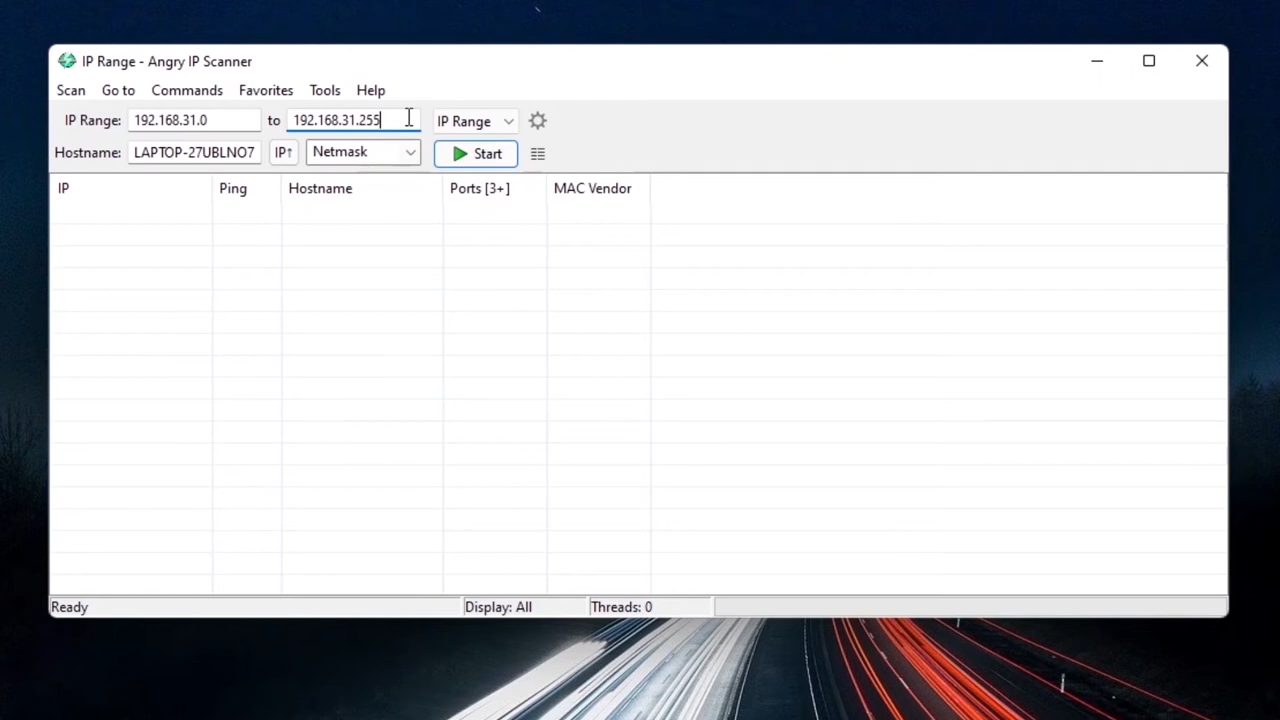 IP Range - Angry IP Scanner
Scan Go to Commands Favorites Tools Help
IP Range: 192.168.31.0 to 192.168.31.255 IP Range
Hostname: LAPTOP-27UBLNO7 IP↑ Netmask Start
IP Ping Hostname Ports [3+] MAC Vendor
Ready Display: All Threads: 0